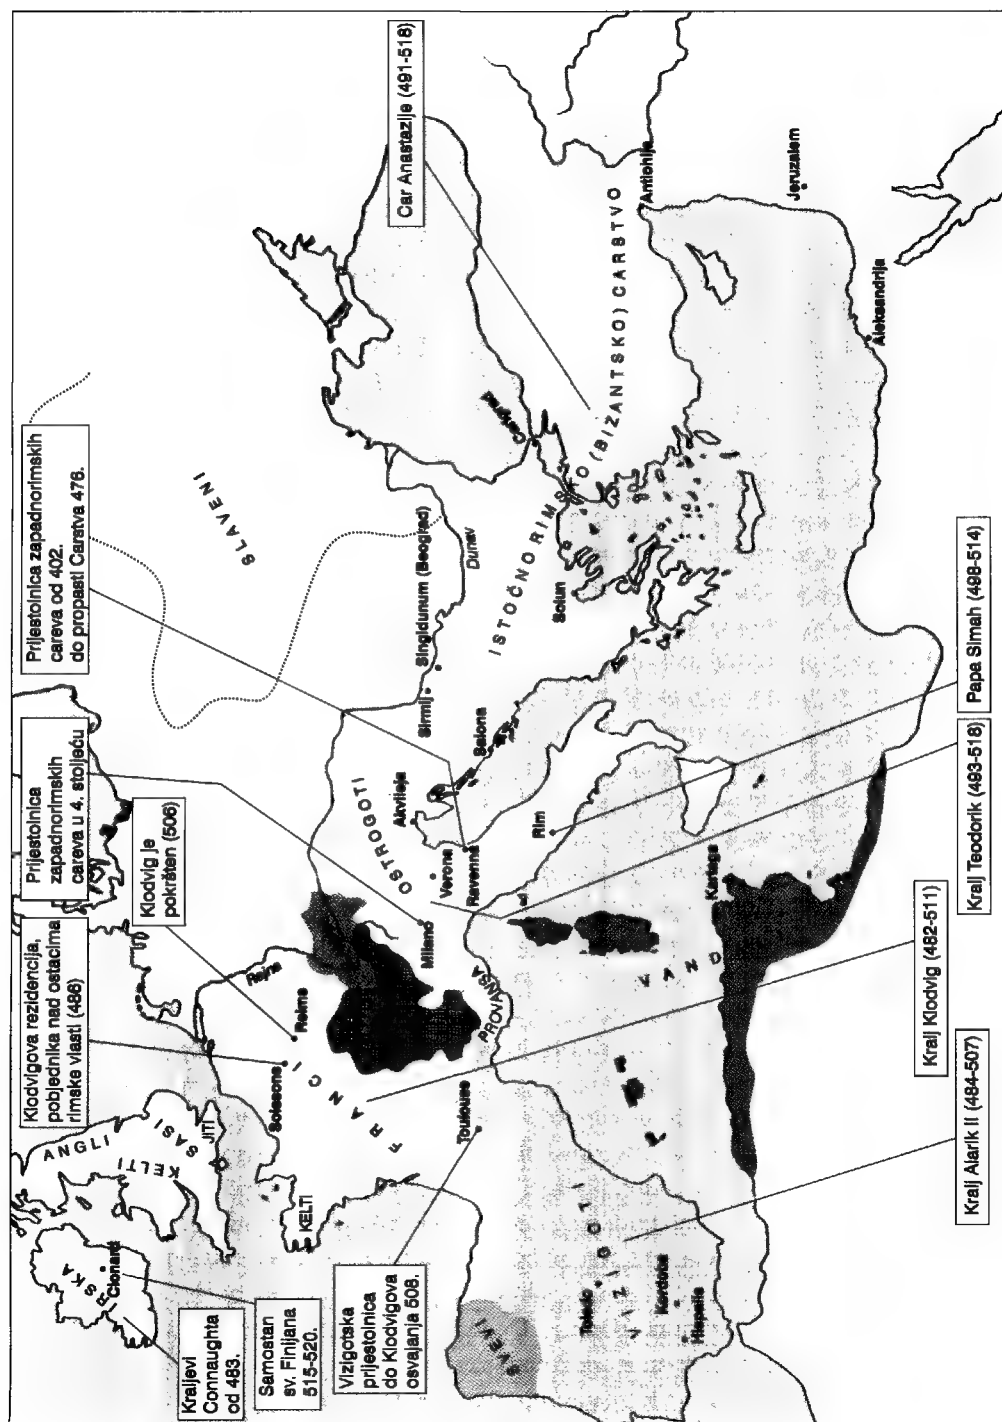 Kraljevi
Connaughta
od 483.
Samostan
sv. Finijana
515-520.
Vizigotska
prijestolnica
do Klodvigova
osvajanja 508.
Klodvigova rezidencija,
pobjednika nad ostacima
rimske vlasti (486)
Klodvig je
pokršten (506)
Prijestolnica
zapadnorimskih
careva u 4. stoljeću
Prijestolnica zapadnorimskih
careva od 402.
do propasti Carstva 476.
Car Anastazije (491-518)
IRSKA
Clonard
ANGLI
SASI
KELTI
JITI
KELTI
Soissons
Reims
Rajna
FRANCI
Toulouse
PROVANSA
Milano
OSTROGOTI
Verona
Ravenna
Akvileja
Rim
Salona
Sirmij
Singidunum (Beograd)
Dunav
SLAVENI
Solun
Carigrad
ISTOČNORIMSKO (BIZANTSKO) CARSTVO
Antiohija
Jeruzalem
Aleksandrija
SVEVI
VIZIGOTI
Toledo
Korduba
Hispalis
VAND
Kartaga
Kralj Alarik II (484-507)
Kralj Klodvig (482-511)
Kralj Teodorik (493-518)
Papa Simah (498-514)